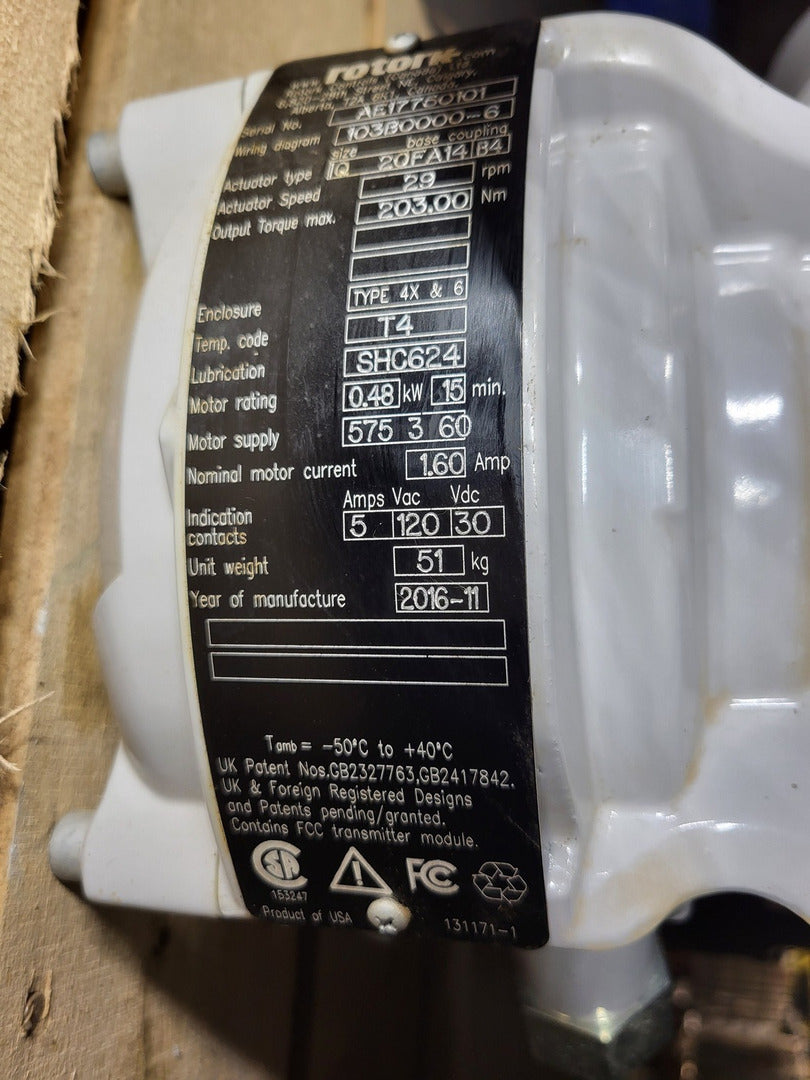 rotork
.com
Serial No. AE17760101
Wiring diagram 103B0000-6
size base coupling
Actuator type IQ 20FA14 B4
Actuator Speed 29 rpm
Output Torque max. 203.00 Nm
Enclosure TYPE 4X & 6
Temp. code T4
Lubrication SHC624
Motor rating 0.48 kW 15 min.
Motor supply 575 3 60
Nominal motor current 1.60 Amp
Amps Vac Vdc
Indication contacts 5 120 30
Unit weight 51 kg
Year of manufacture 2016-11
Tamb = -50°C to +40°C
UK Patent Nos.GB2327763,GB2417842.
UK & Foreign Registered Designs
and Patents pending/granted.
Contains FCC transmitter module.
SA FC
153247
Product of USA 131171-1